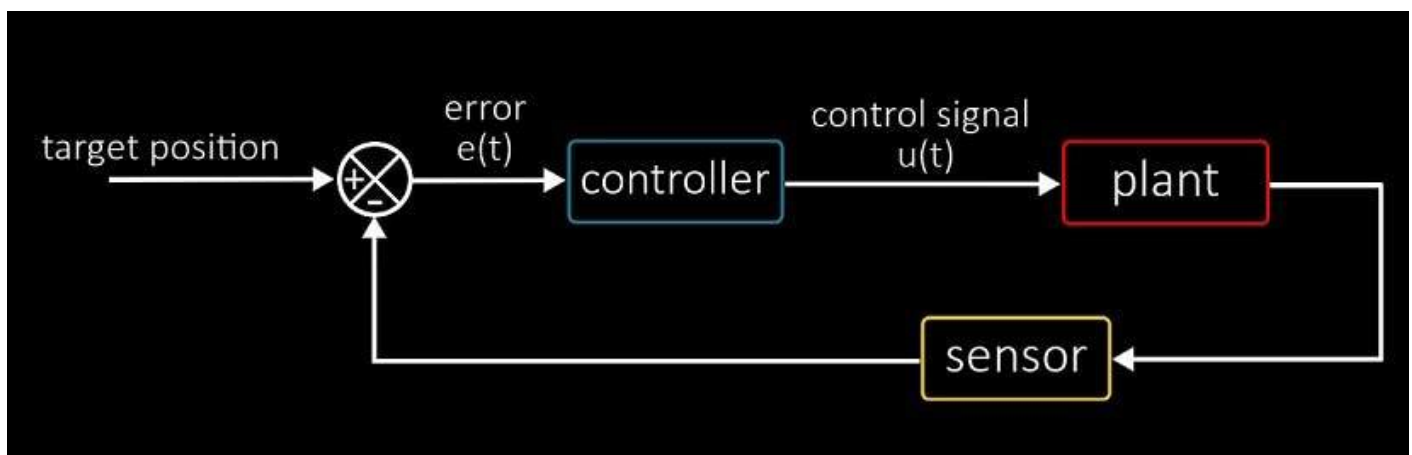 target position
error
e(t)
controller
control signal
u(t)
plant
+
-
sensor